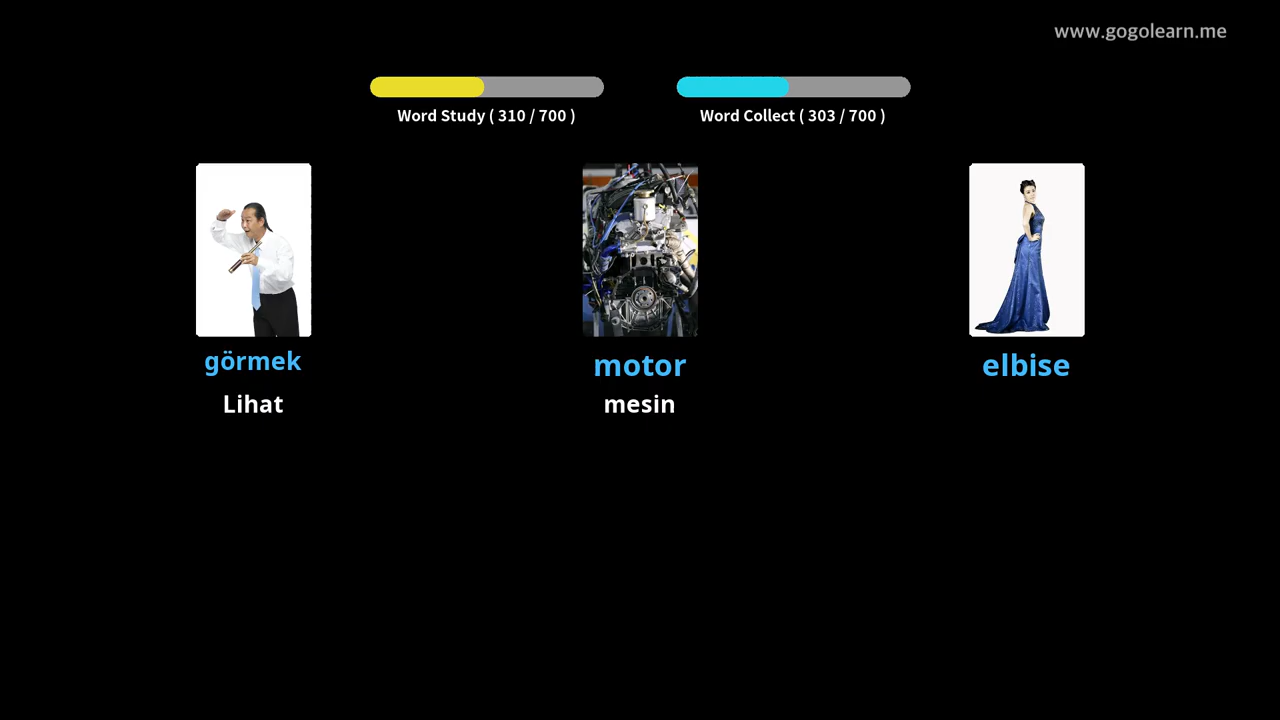 www.gogolearn.me
Word Study ( 310 / 700 )
Word Collect ( 303 / 700 )
görmek
motor
elbise
Lihat
mesin